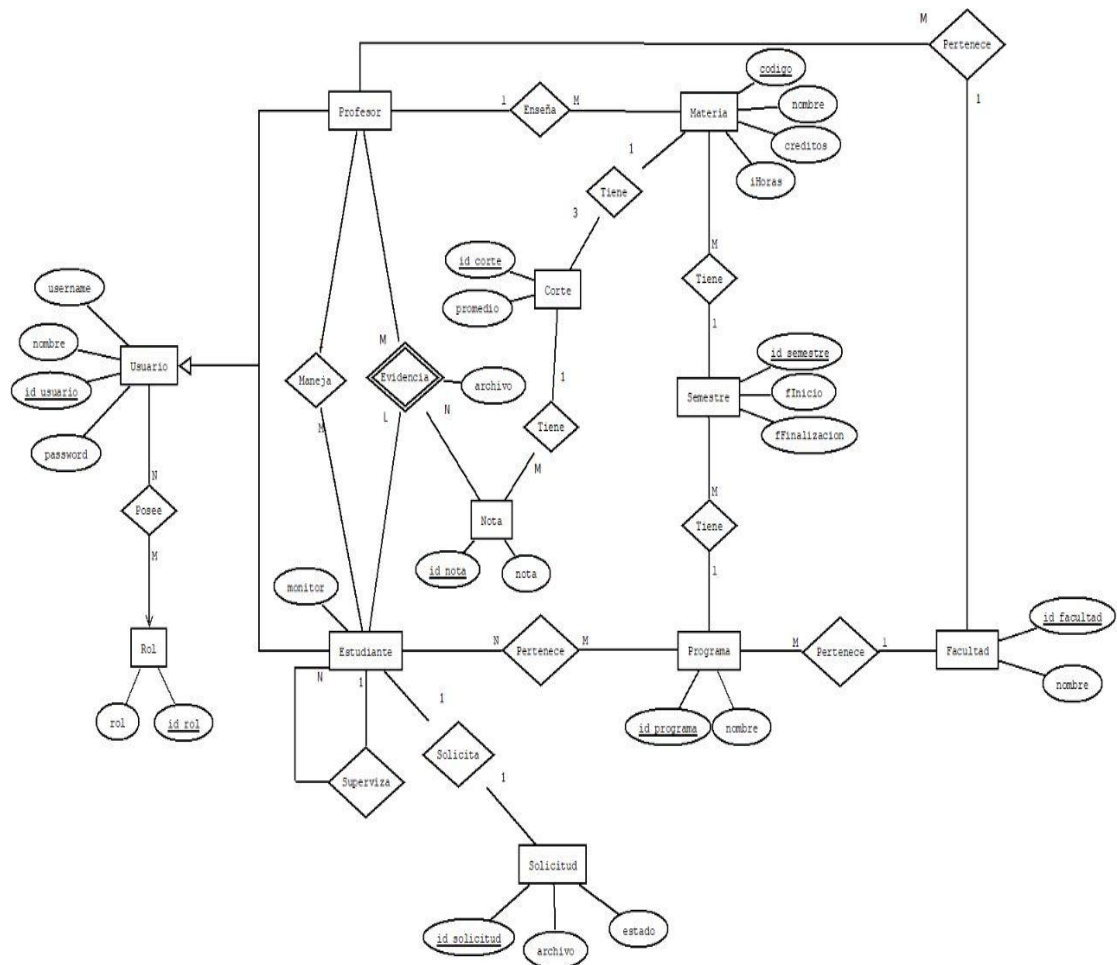 M
Pertenece
codigo
1
Profesor
1
Enseña
M
Materia
nombre
creditos
1
iHoras
Tiene
3
M
id corte
Corte
Tiene
promedio
username
1
nombre
M
id semestre
Usuario
Maneja
Evidencia
archivo
1
Semestre
fInicio
id usuario
N
M
L
Tiene
fFinalizacion
password
M
N
M
Posee
Nota
Tiene
M
id nota
nota
1
monitor
id facultad
Rol
Estudiante
N
Pertenece
M
Programa
M
Pertenece
1
Facultad
N
1
nombre
rol
id rol
1
id programa
nombre
Solicita
1
Superviza
Solicitud
estado
id solicitud
archivo